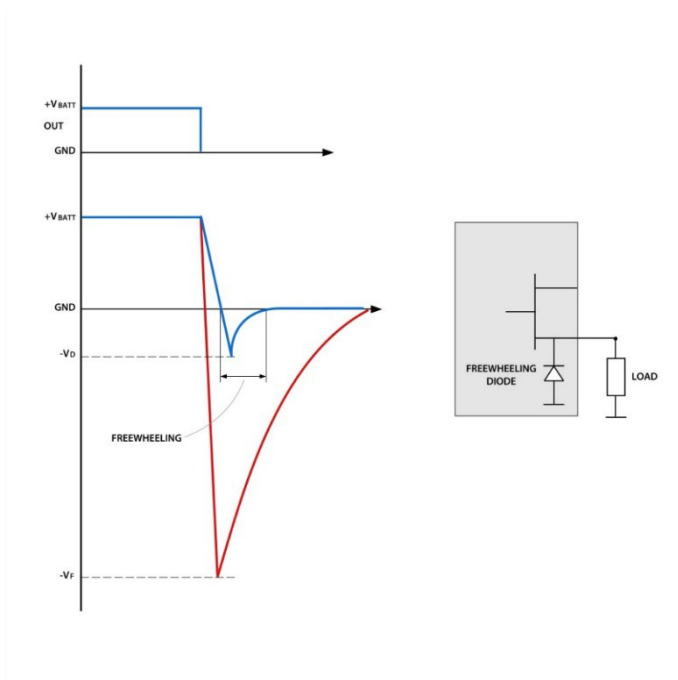 +VBATT
OUT
GND
+VBATT
GND
-VD
FREEWHEELING
-VF
FREEWHEELING
DIODE
LOAD